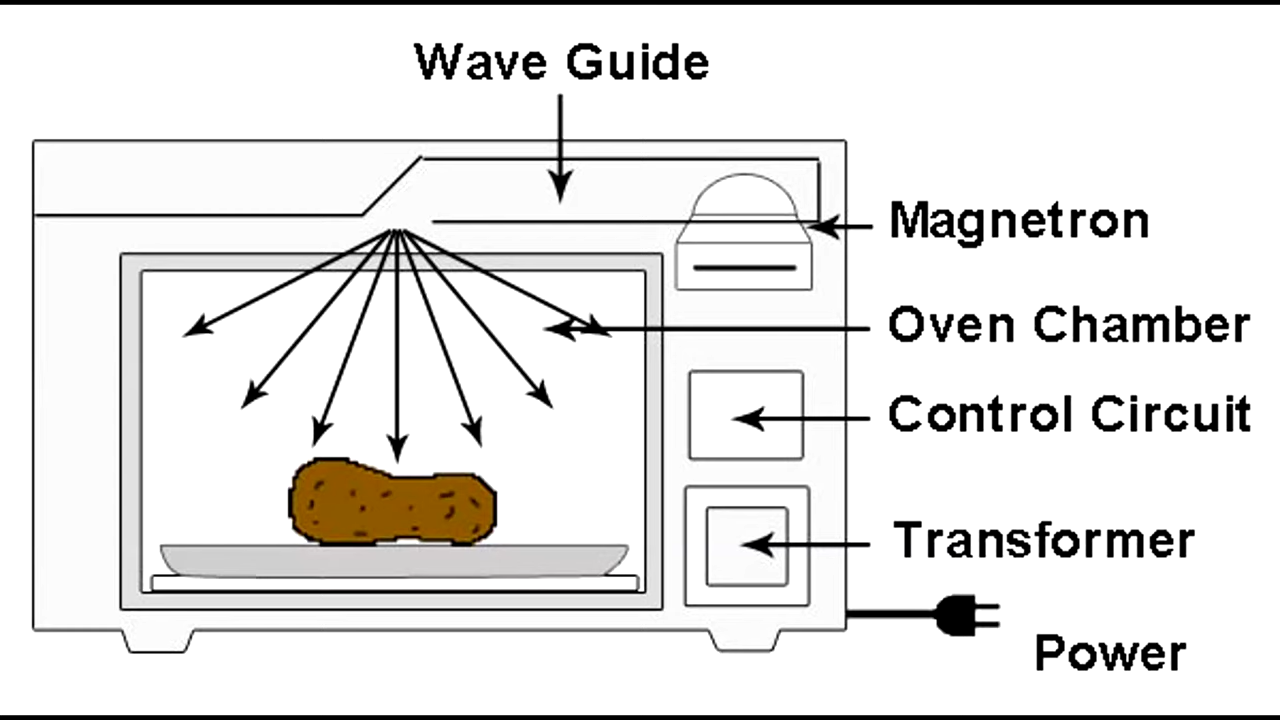 Wave Guide
Magnetron
Oven Chamber
Control Circuit
Transformer
Power